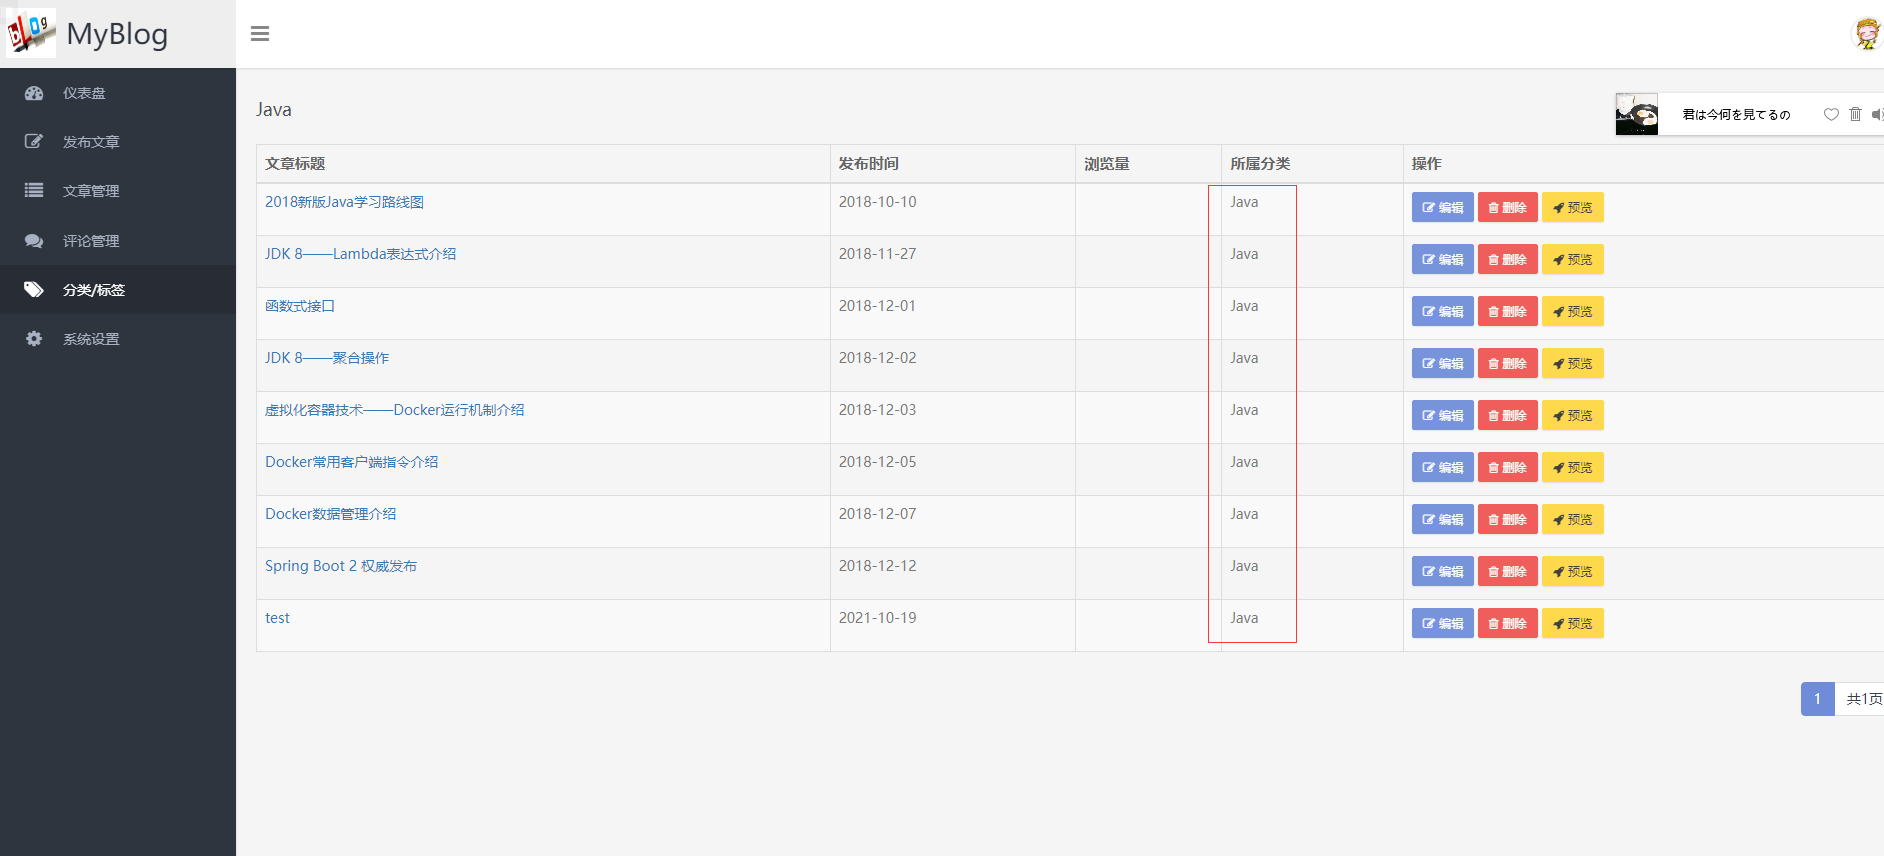 blog MyBlog
仪表盘
发布文章
文章管理
评论管理
分类/标签
系统设置
Java
君は今何を見てるの
文章标题 发布时间 浏览量 所属分类 操作
2018新版Java学习路线图 2018-10-10 Java 编辑 删除 预览
JDK 8——Lambda表达式介绍 2018-11-27 Java 编辑 删除 预览
函数式接口 2018-12-01 Java 编辑 删除 预览
JDK 8——聚合操作 2018-12-02 Java 编辑 删除 预览
虚拟化容器技术——Docker运行机制介绍 2018-12-03 Java 编辑 删除 预览
Docker常用客户端指令介绍 2018-12-05 Java 编辑 删除 预览
Docker数据管理介绍 2018-12-07 Java 编辑 删除 预览
Spring Boot 2 权威发布 2018-12-12 Java 编辑 删除 预览
test 2021-10-19 Java 编辑 删除 预览
1 共1页